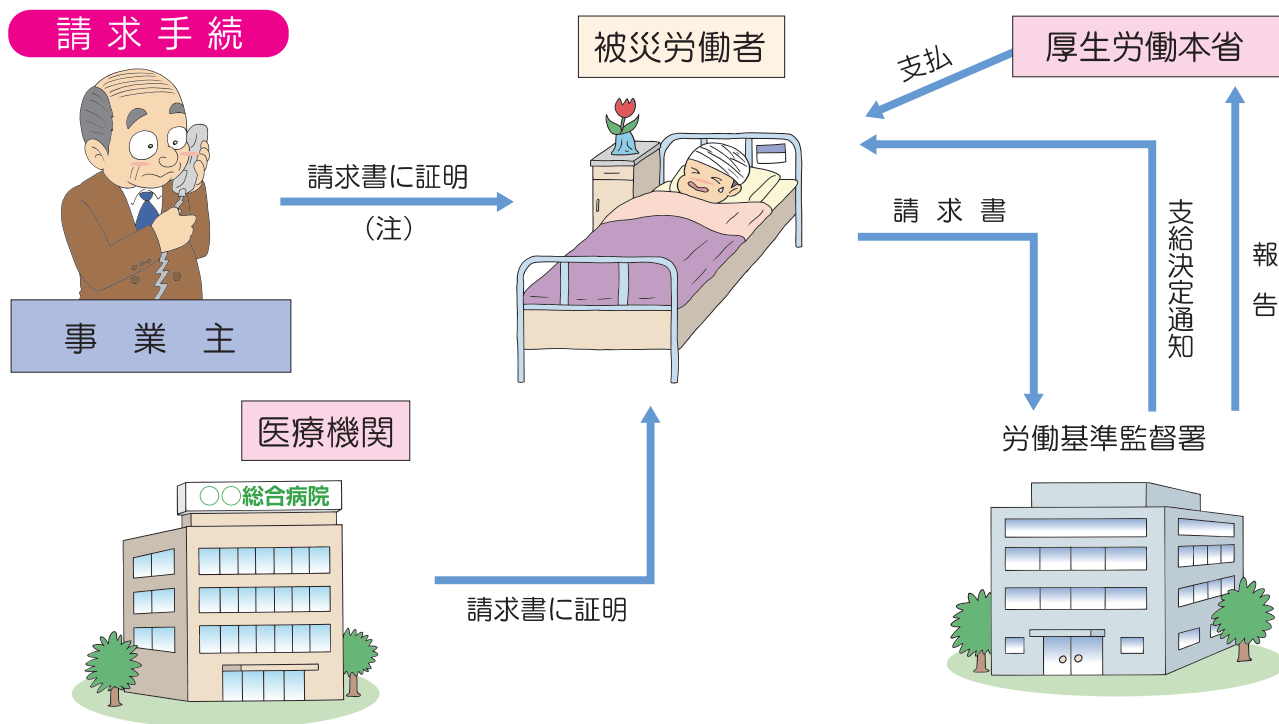 請求手続
被災労働者
厚生労働本省
支払
請求書に証明
(注)
請求書
支給決定通知
報告
事業主
医療機関
労働基準監督署
○○総合病院
請求書に証明